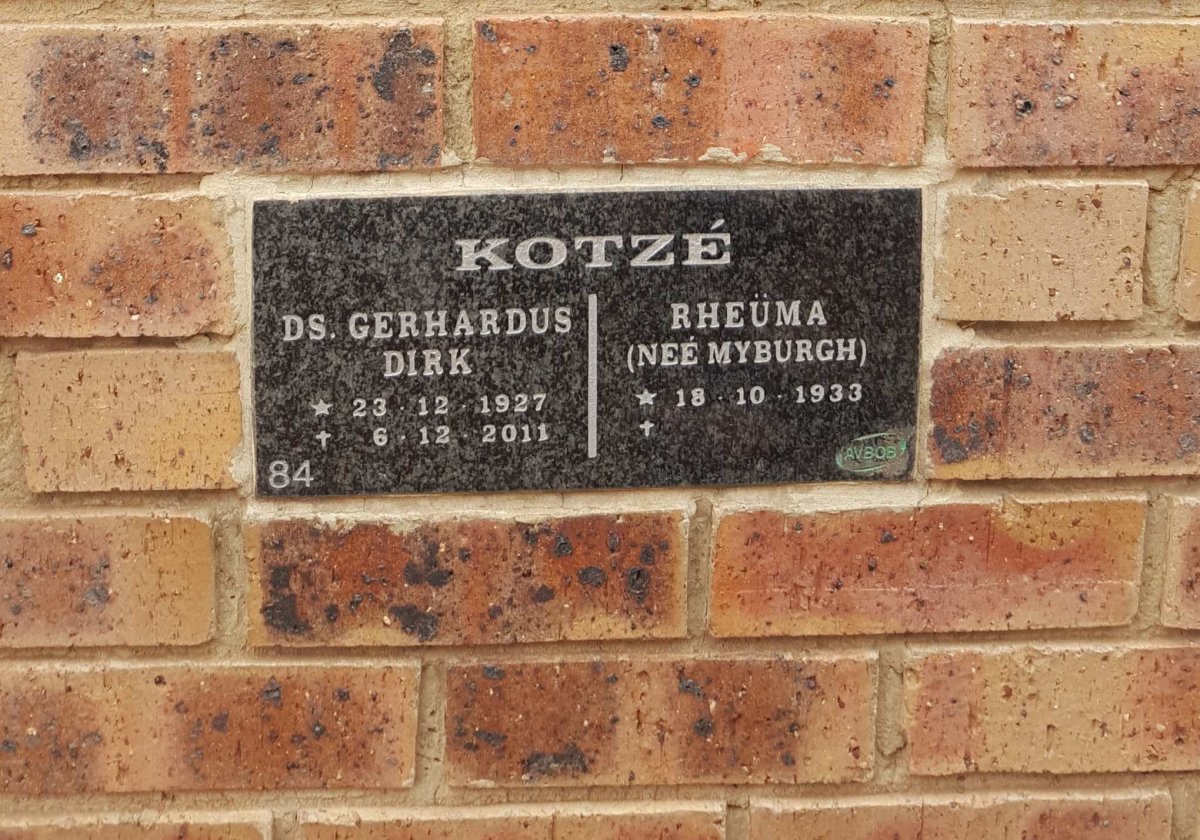 KOTZÉ
DS. GERHARDUS
DIRK
★ 23 · 12 · 1927
✝ 6 · 12 · 2011
84
RHEÜMA
(NEÉ MYBURGH)
★ 18 · 10 · 1933
✝
AVBOB